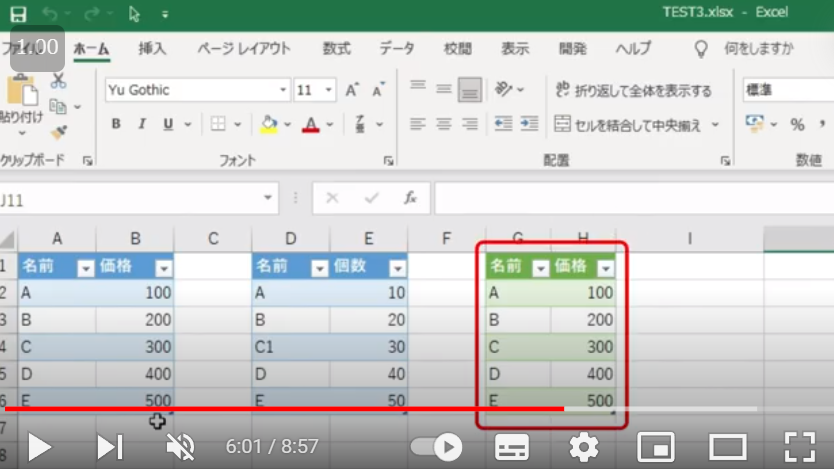 TEST3.xlsx - Excel
1.00
ホーム 挿入 ページ レイアウト 数式 データ 校閲 表示 開発 ヘルプ 何をしますか
Yu Gothic 11 折り返して全体を表示する 標準
貼り付け B I U A セルを結合して中央揃え %
クリップボード フォント 配置 数値
J11 fx
A B C D E F G H I
1 名前 価格 名前 個数 名前 価格
2 A 100 A 10 A 100
3 B 200 B 20 B 200
4 C 300 C1 30 C 300
5 D 400 D 40 D 400
6 E 500 E 50 E 500
7
8
6:01 / 8:57